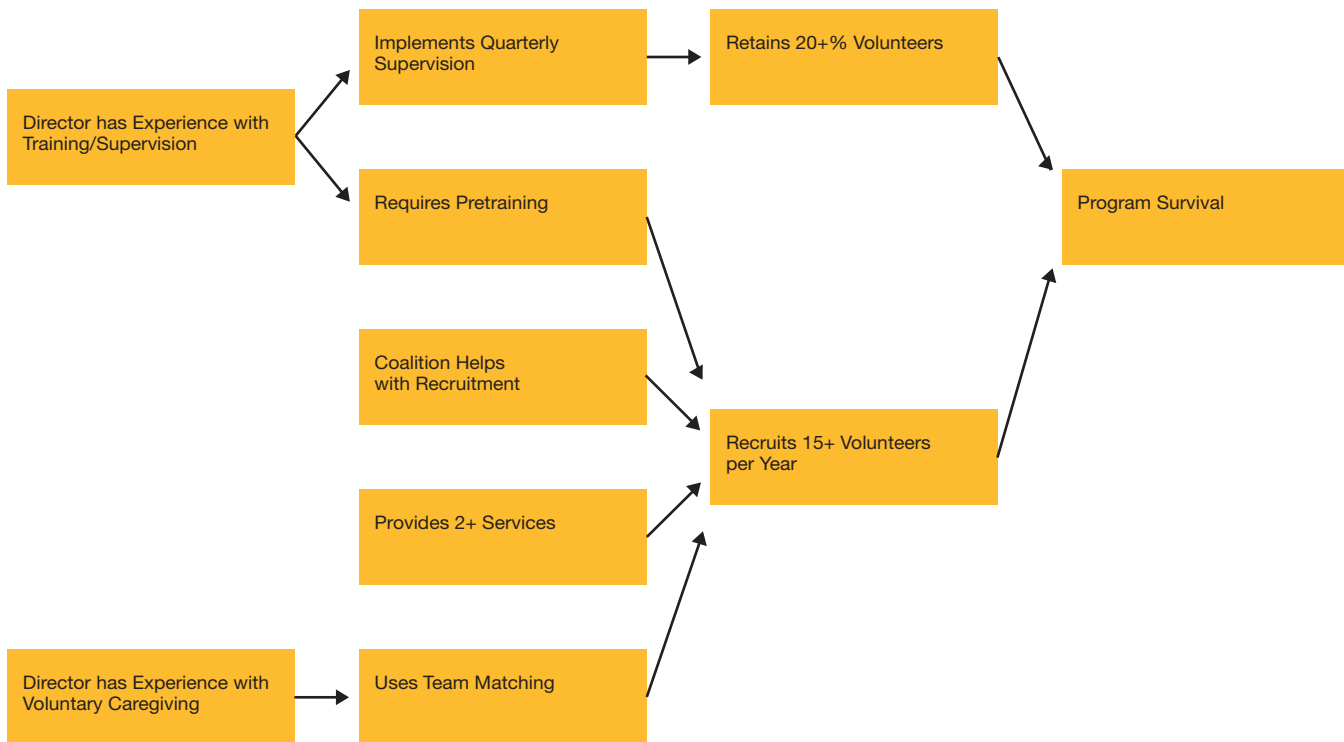 Implements Quarterly
Supervision
Retains 20+% Volunteers
Director has Experience with
Training/Supervision
Requires Pretraining
Program Survival
Coalition Helps
with Recruitment
Recruits 15+ Volunteers
per Year
Provides 2+ Services
Director has Experience with
Voluntary Caregiving
Uses Team Matching